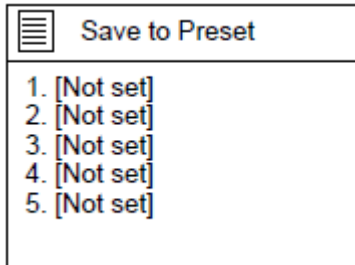 Save to Preset
1. [Not set]
2. [Not set]
3. [Not set]
4. [Not set]
5. [Not set]